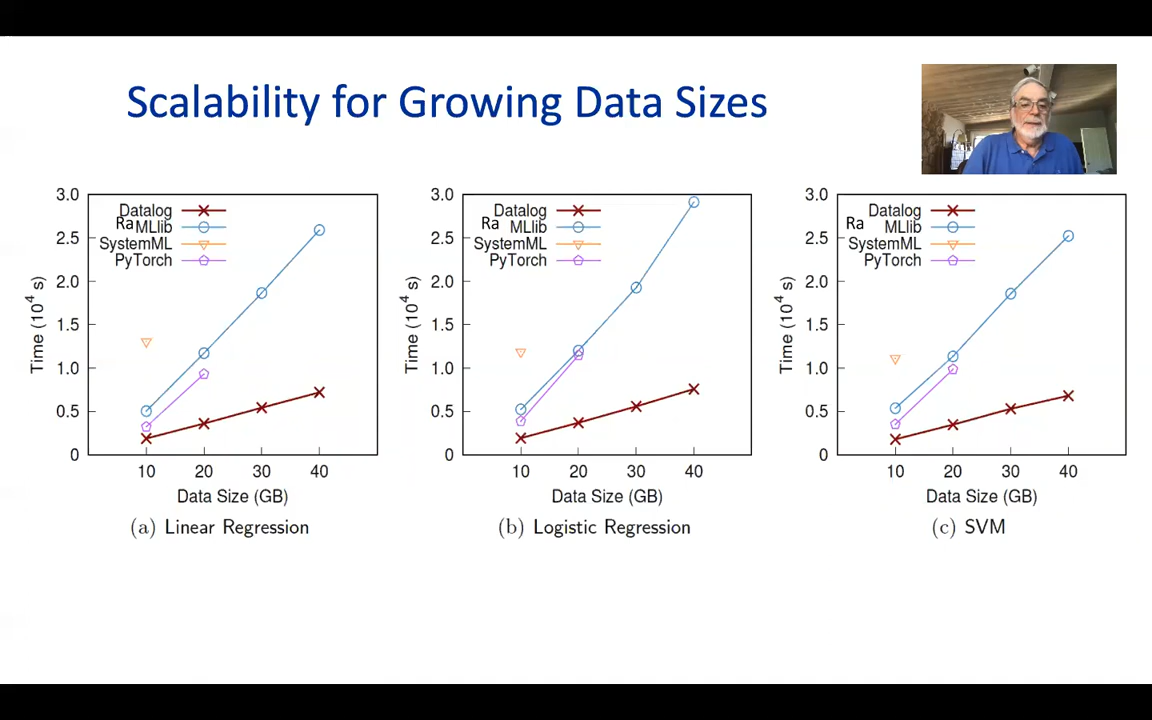 Scalability for Growing Data Sizes
3.0
2.5
2.0
1.5
1.0
0.5
0
Time (10^4 s)
Datalog
Ra MLlib
SystemML
PyTorch
10 20 30 40
Data Size (GB)
(a) Linear Regression
3.0
2.5
2.0
1.5
1.0
0.5
0
Time (10^4 s)
Datalog
Ra MLlib
SystemML
PyTorch
10 20 30 40
Data Size (GB)
(b) Logistic Regression
3.0
2.5
2.0
1.5
1.0
0.5
0
Time (10^4 s)
Datalog
Ra MLlib
SystemML
PyTorch
10 20 30 40
Data Size (GB)
(c) SVM